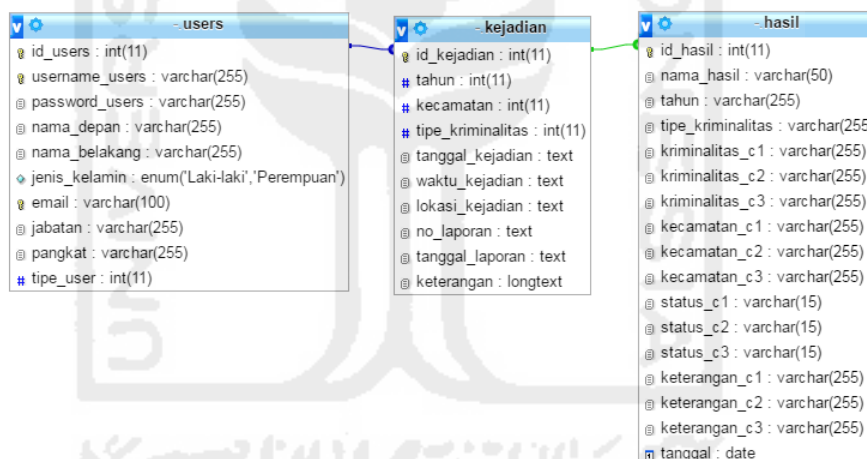 v - users
id_users : int(11)
username_users : varchar(255)
password_users : varchar(255)
nama_depan : varchar(255)
nama_belakang : varchar(255)
jenis_kelamin : enum('Laki-laki','Perempuan')
email : varchar(100)
jabatan : varchar(255)
pangkat : varchar(255)
# tipe_user : int(11)
v - kejadian
id_kejadian : int(11)
# tahun : int(11)
# kecamatan : int(11)
# tipe_kriminalitas : int(11)
tanggal_kejadian : text
waktu_kejadian : text
lokasi_kejadian : text
no_laporan : text
tanggal_laporan : text
keterangan : longtext
v - hasil
id_hasil : int(11)
nama_hasil : varchar(50)
tahun : varchar(255)
tipe_kriminalitas : varchar(255
kriminalitas_c1 : varchar(255)
kriminalitas_c2 : varchar(255)
kriminalitas_c3 : varchar(255)
kecamatan_c1 : varchar(255)
kecamatan_c2 : varchar(255)
kecamatan_c3 : varchar(255)
status_c1 : varchar(15)
status_c2 : varchar(15)
status_c3 : varchar(15)
keterangan_c1 : varchar(255)
keterangan_c2 : varchar(255)
keterangan_c3 : varchar(255)
tanggal : date